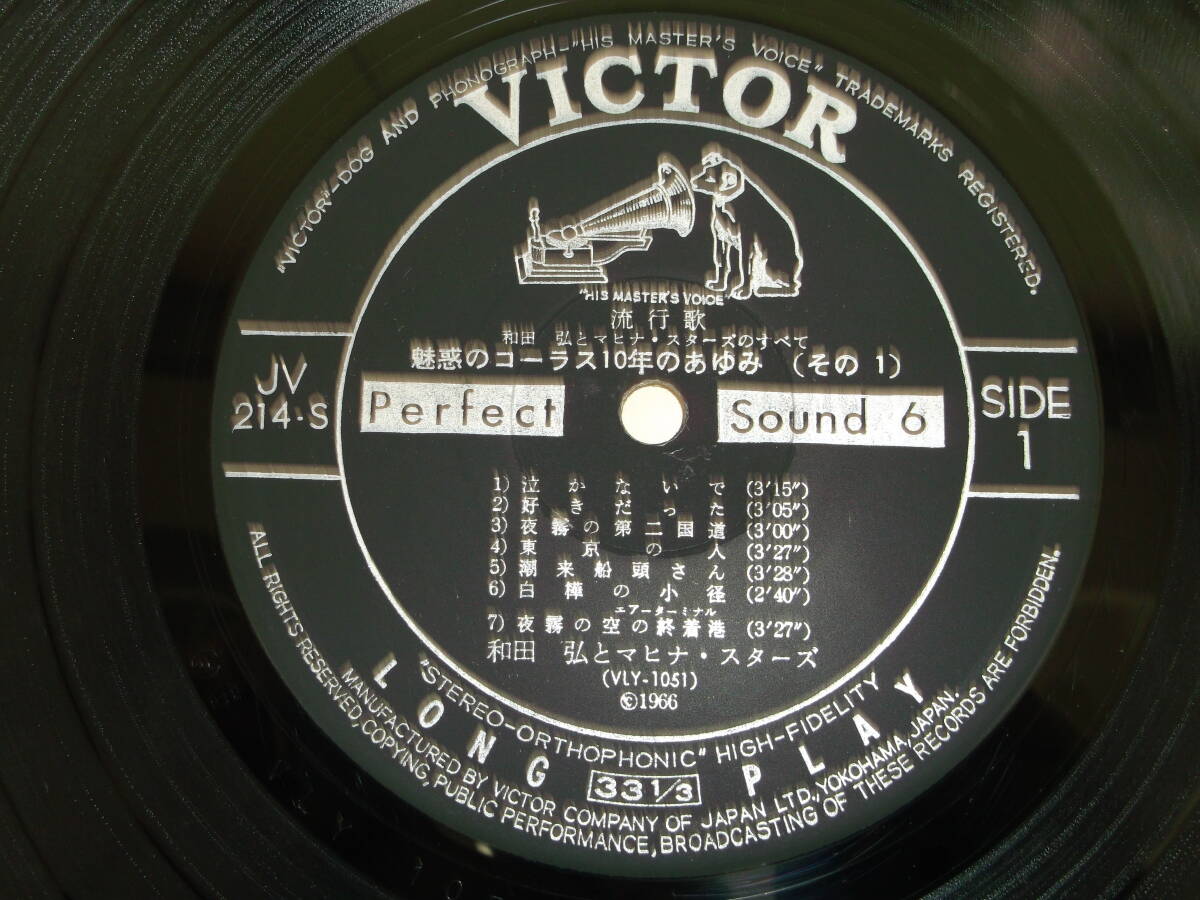 "VICTOR"-DOG AND PHONOGRAPH-"HIS MASTER'S VOICE" TRADEMARKS REGISTERED.
VICTOR
"HIS MASTER'S VOICE"
流行歌
和田 弘とマヒナ・スターズのすべて
魅惑のコーラス10年のあゆみ (その 1)
JV
214-S
Perfect Sound 6
SIDE
1
1) 泣かないで (3′15″)
2) 好きだった (3′05″)
3) 夜霧の第二国道 (3′00″)
4) 東京の人 (3′27″)
5) 潮来船頭さん (3′28″)
6) 白樺の小径 (2′40″)
エアーターミナル
7) 夜霧の空の終着港 (3′27″)
和田 弘とマヒナ・スターズ
(VLY-1051)
Ⓟ1966
"STEREO-ORTHOPHONIC" HIGH-FIDELITY
LONG PLAY
33 1/3
MANUFACTURED BY VICTOR COMPANY OF JAPAN LTD., YOKOHAMA, JAPAN.
ALL RIGHTS RESERVED, COPYING, PUBLIC PERFORMANCE, BROADCASTING OF THESE RECORDS ARE FORBIDDEN.